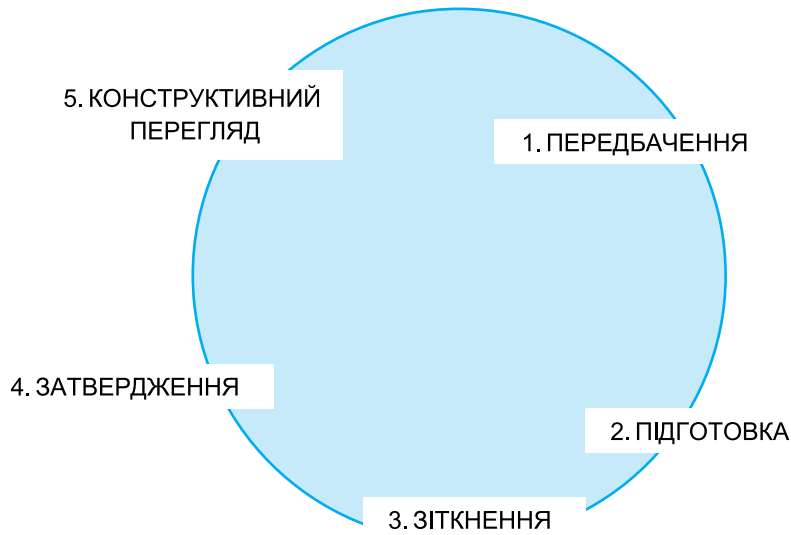 5. КОНСТРУКТИВНИЙ
ПЕРЕГЛЯД
1. ПЕРЕДБАЧЕННЯ
4. ЗАТВЕРДЖЕННЯ
2. ПІДГОТОВКА
3. ЗІТКНЕННЯ